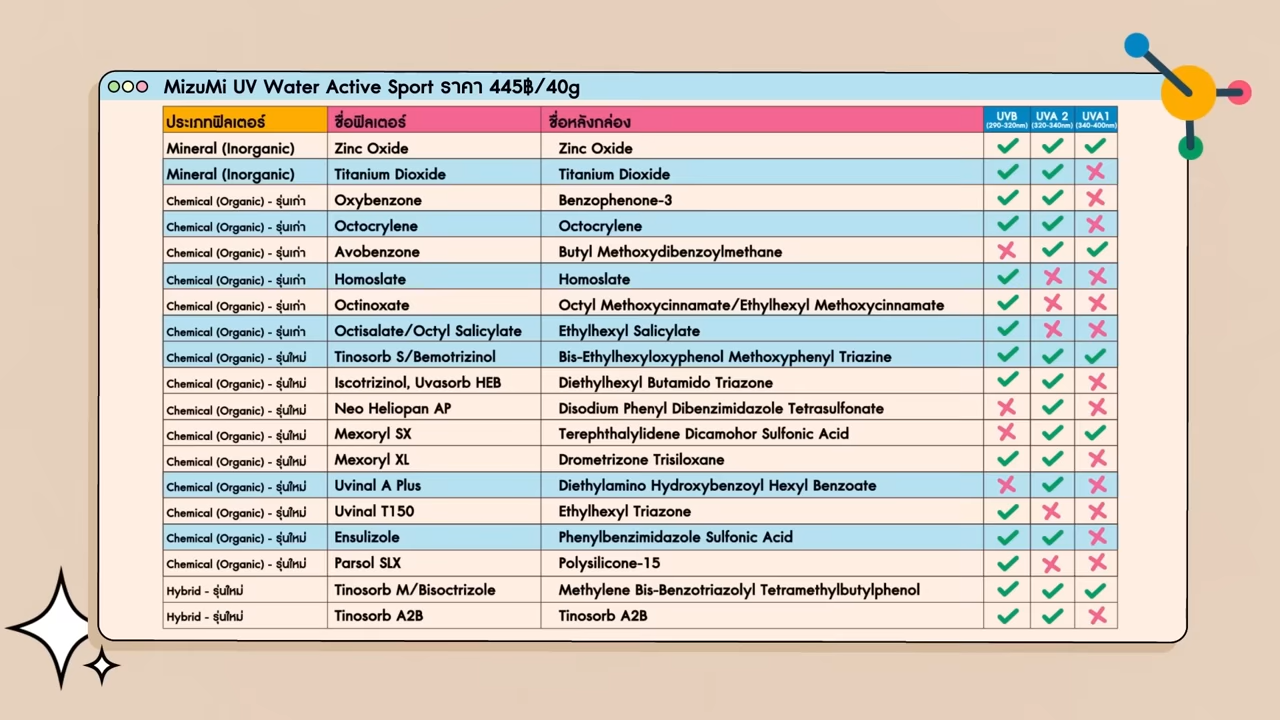 MizuMi UV Water Active Sport ราคา 445฿/40g
ประเภทฟิลเตอร์ ชื่อฟิลเตอร์ ชื่อหลังกล่อง UVB (290-320nm) UVA 2 (320-340nm) UVA1 (340-400nm)
Mineral (Inorganic) Zinc Oxide Zinc Oxide
Mineral (Inorganic) Titanium Dioxide Titanium Dioxide
Chemical (Organic) - รุ่นเก่า Oxybenzone Benzophenone-3
Chemical (Organic) - รุ่นเก่า Octocrylene Octocrylene
Chemical (Organic) - รุ่นเก่า Avobenzone Butyl Methoxydibenzoylmethane
Chemical (Organic) - รุ่นเก่า Homoslate Homoslate
Chemical (Organic) - รุ่นเก่า Octinoxate Octyl Methoxycinnamate/Ethylhexyl Methoxycinnamate
Chemical (Organic) - รุ่นเก่า Octisalate/Octyl Salicylate Ethylhexyl Salicylate
Chemical (Organic) - รุ่นใหม่ Tinosorb S/Bemotrizinol Bis-Ethylhexyloxyphenol Methoxyphenyl Triazine
Chemical (Organic) - รุ่นใหม่ Iscotrizinol, Uvasorb HEB Diethylhexyl Butamido Triazone
Chemical (Organic) - รุ่นใหม่ Neo Heliopan AP Disodium Phenyl Dibenzimidazole Tetrasulfonate
Chemical (Organic) - รุ่นใหม่ Mexoryl SX Terephthalylidene Dicamohor Sulfonic Acid
Chemical (Organic) - รุ่นใหม่ Mexoryl XL Drometrizone Trisiloxane
Chemical (Organic) - รุ่นใหม่ Uvinal A Plus Diethylamino Hydroxybenzoyl Hexyl Benzoate
Chemical (Organic) - รุ่นใหม่ Uvinal T150 Ethylhexyl Triazone
Chemical (Organic) - รุ่นใหม่ Ensulizole Phenylbenzimidazole Sulfonic Acid
Chemical (Organic) - รุ่นใหม่ Parsol SLX Polysilicone-15
Hybrid - รุ่นใหม่ Tinosorb M/Bisoctrizole Methylene Bis-Benzotriazolyl Tetramethylbutylphenol
Hybrid - รุ่นใหม่ Tinosorb A2B Tinosorb A2B